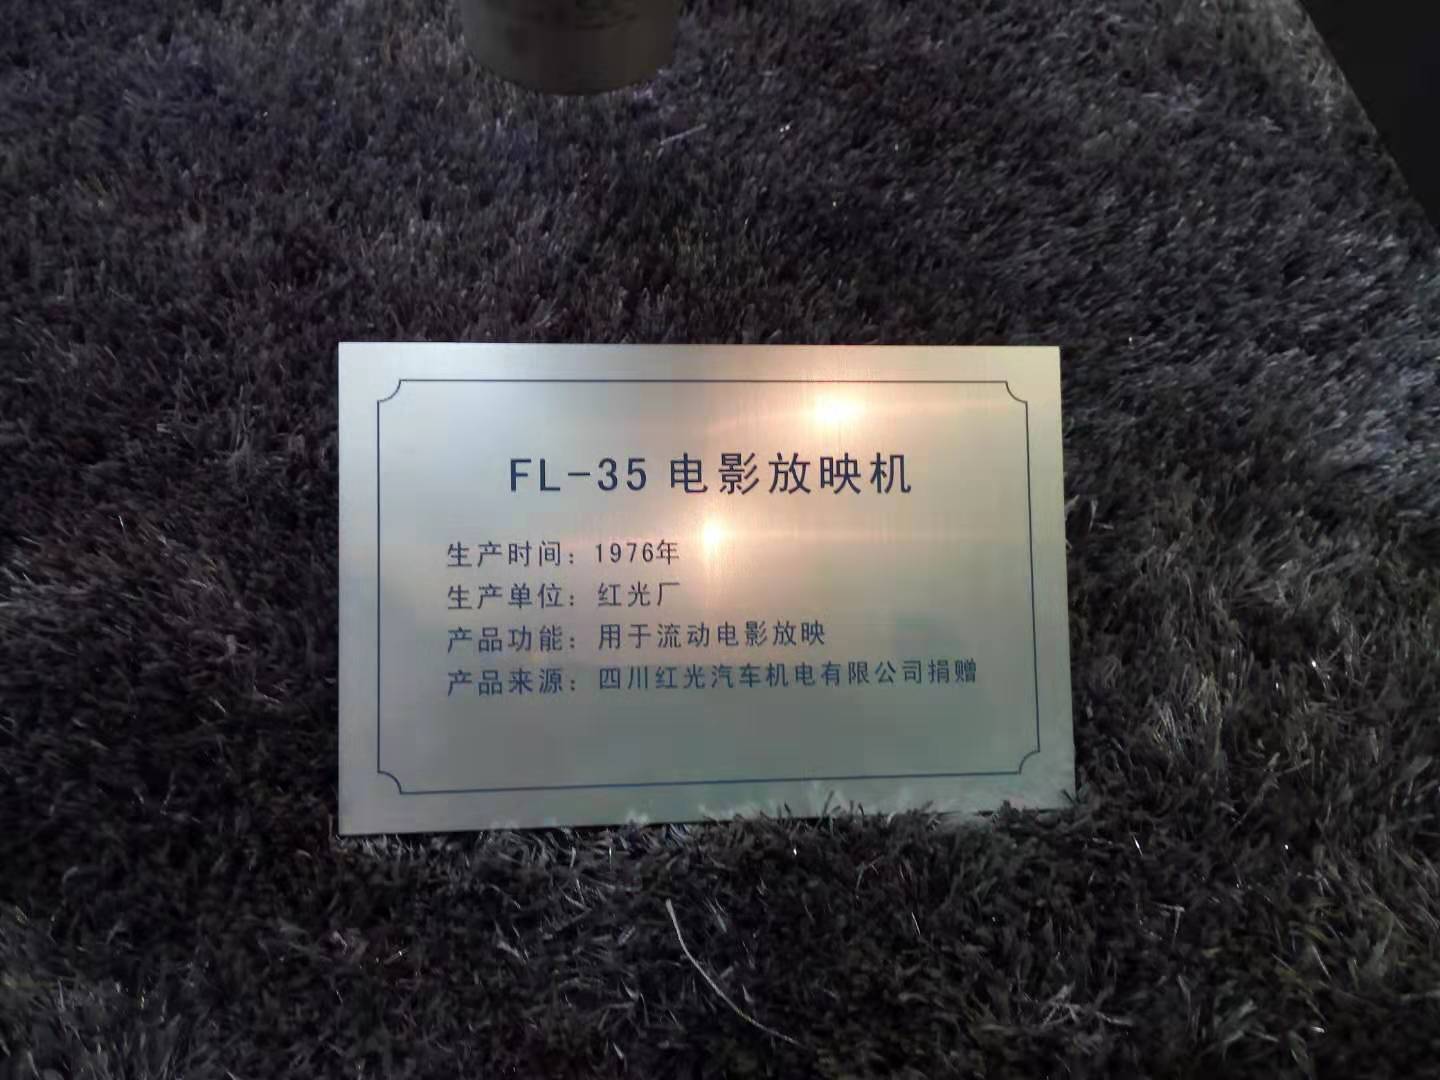 FL-35 电影放映机
生产时间：1976年
生产单位：红光厂
产品功能：用于流动电影放映
产品来源：四川红光汽车机电有限公司捐赠